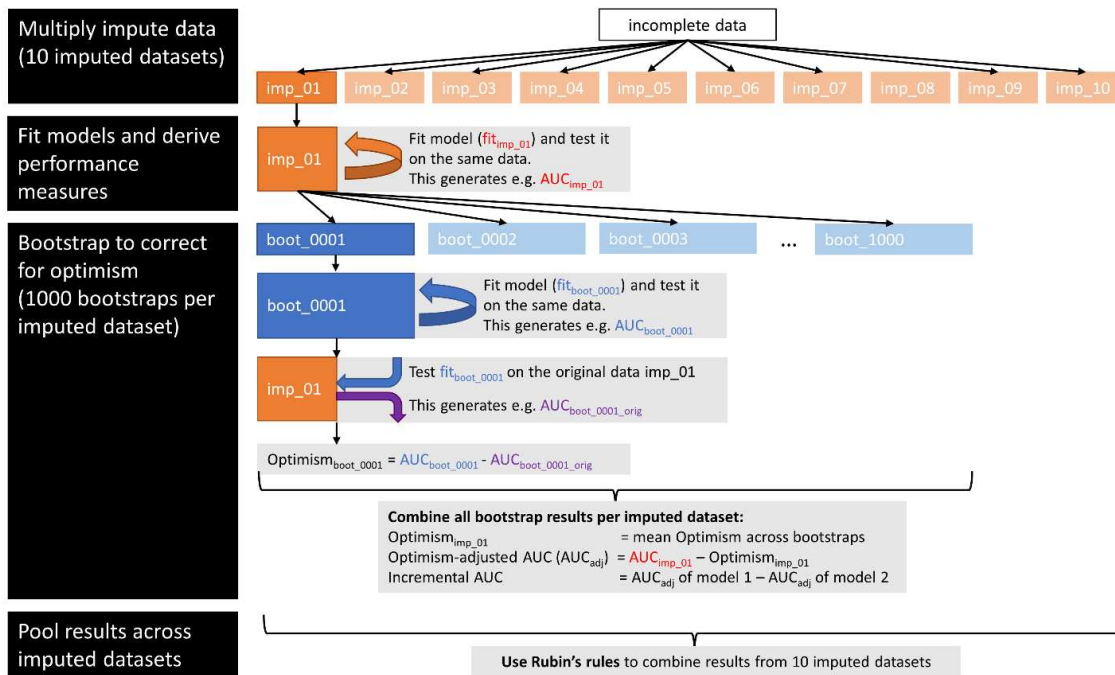 Multiply impute data
(10 imputed datasets)
incomplete data
imp_01 imp_02 imp_03 imp_04 imp_05 imp_06 imp_07 imp_08 imp_09 imp_10
Fit models and derive
performance
measures
imp_01
Fit model (fitimp_01) and test it
on the same data.
This generates e.g. AUCimp_01
Bootstrap to correct
for optimism
(1000 bootstraps per
imputed dataset)
boot_0001 boot_0002 boot_0003 ... boot_1000
boot_0001
Fit model (fitboot_0001) and test it
on the same data.
This generates e.g. AUCboot_0001
imp_01
Test fitboot_0001 on the original data imp_01
This generates e.g. AUCboot_0001_orig
Optimismboot_0001 = AUCboot_0001 - AUCboot_0001_orig
Combine all bootstrap results per imputed dataset:
Optimismimp_01 = mean Optimism across bootstraps
Optimism-adjusted AUC (AUCadj) = AUCimp_01 – Optimismimp_01
Incremental AUC = AUCadj of model 1 – AUCadj of model 2
Pool results across
imputed datasets
Use Rubin's rules to combine results from 10 imputed datasets